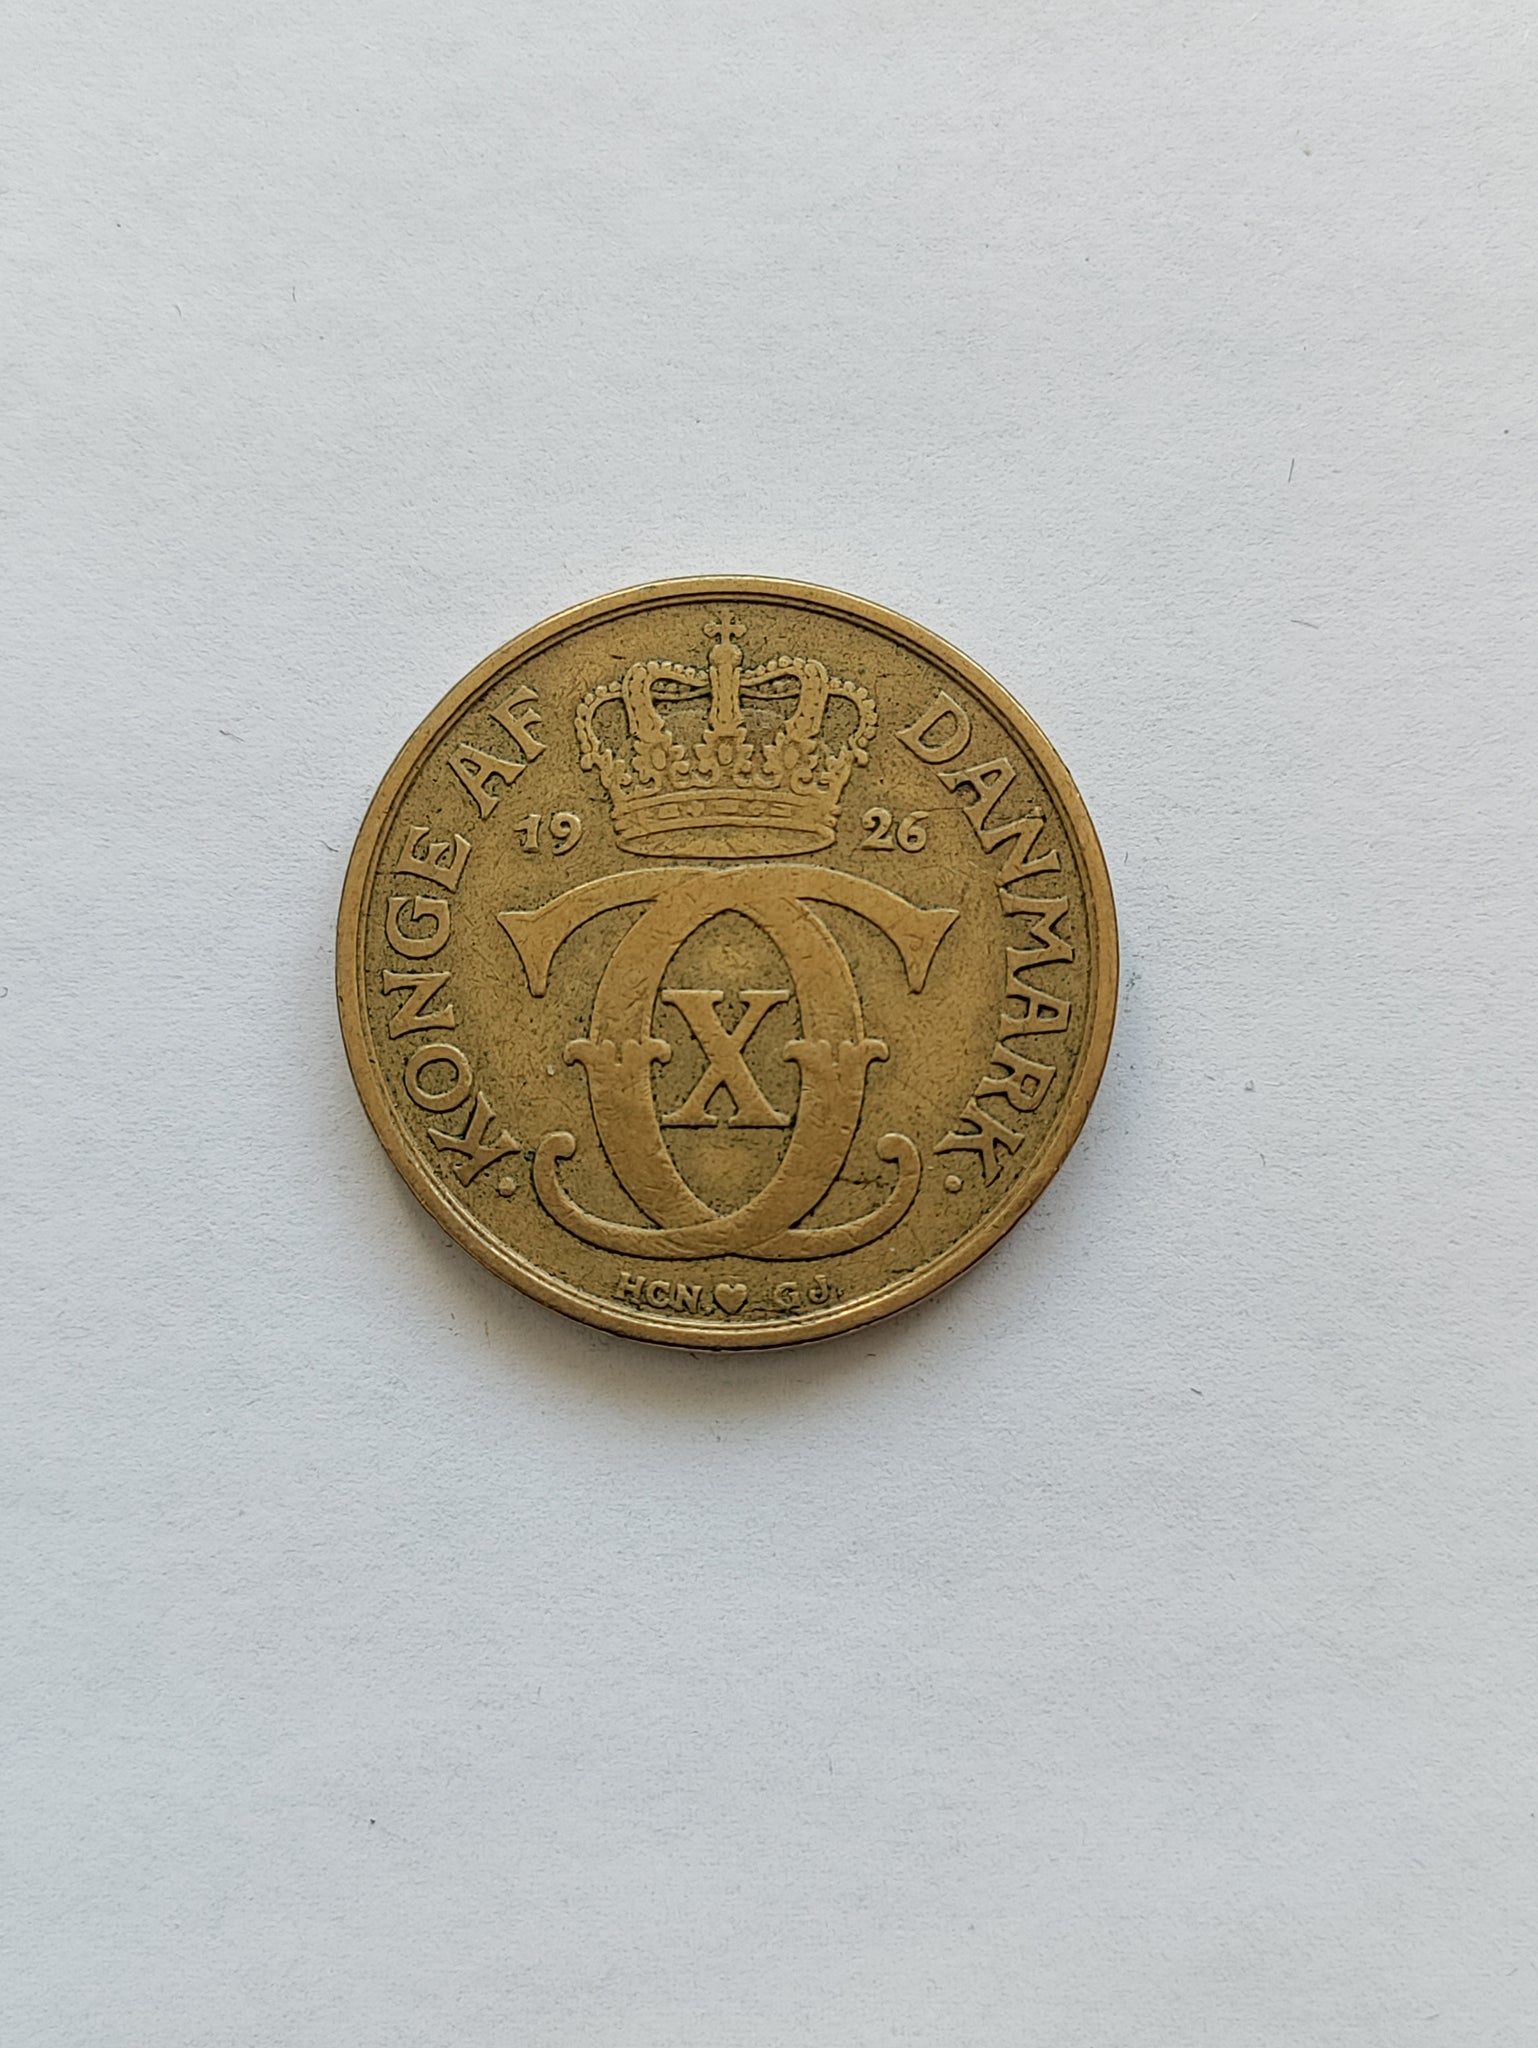 · KONGE AF DANMARK ·
19 26
X
HCN.♥ GJ.